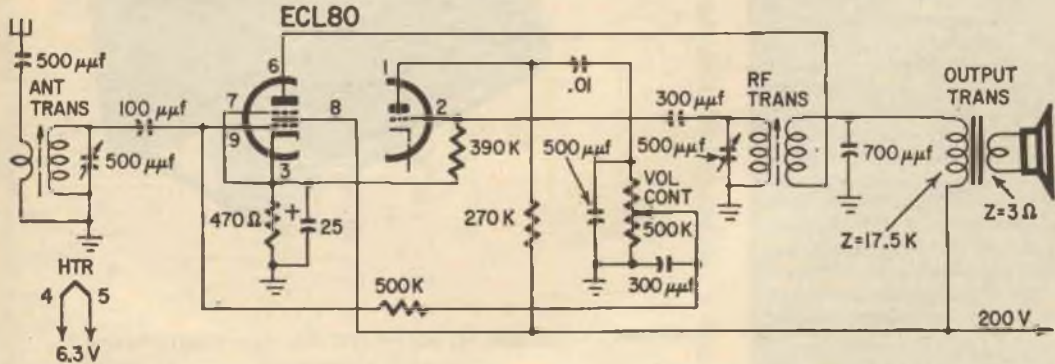 ECL80
500 μμf
ANT
TRANS
100 μμf
500 μμf
6
7
9
3
8
1
2
470 Ω
+
25
390 K
270 K
500 K
.01
500 μμf
VOL
CONT
500K
300 μμf
300 μμf
500 μμf
RF
TRANS
700 μμf
OUTPUT
TRANS
Z=17.5 K
Z=3 Ω
HTR
4
5
6.3 V
200 V